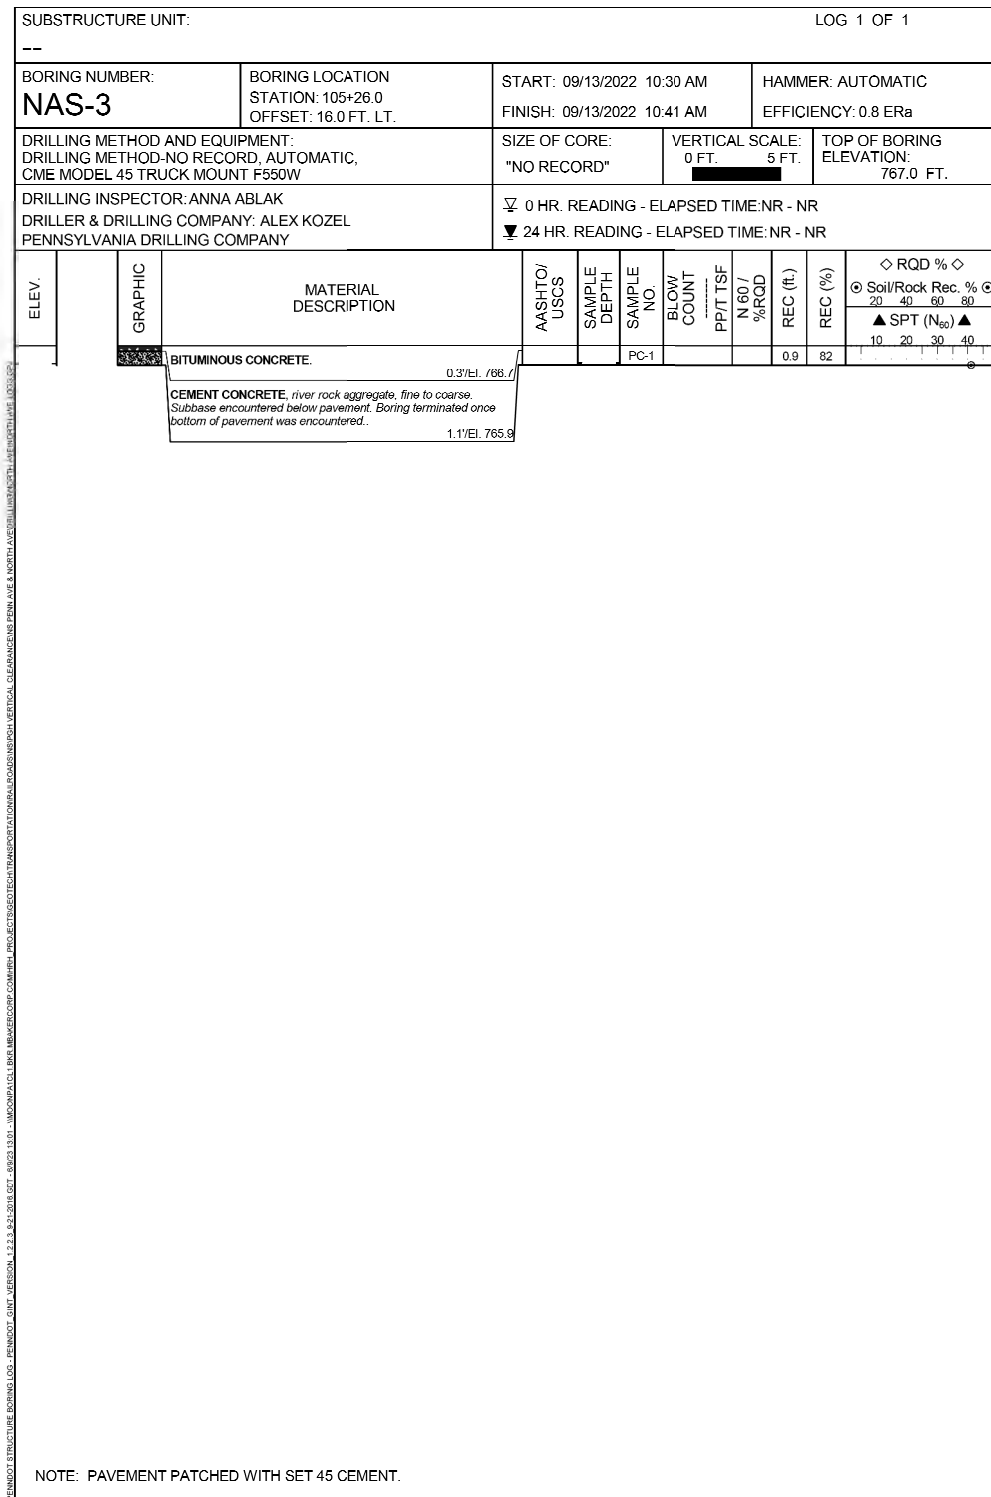 SUBSTRUCTURE UNIT:
LOG 1 OF 1
--
BORING NUMBER:
NAS-3
BORING LOCATION
STATION: 105+26.0
OFFSET: 16.0 FT. LT.
START: 09/13/2022 10:30 AM
FINISH: 09/13/2022 10:41 AM
HAMMER: AUTOMATIC
EFFICIENCY: 0.8 ERa
DRILLING METHOD AND EQUIPMENT:
DRILLING METHOD-NO RECORD, AUTOMATIC,
CME MODEL 45 TRUCK MOUNT F550W
SIZE OF CORE:
"NO RECORD"
VERTICAL SCALE:
0 FT. 5 FT.
TOP OF BORING
ELEVATION:
767.0 FT.
DRILLING INSPECTOR: ANNA ABLAK
DRILLER & DRILLING COMPANY: ALEX KOZEL
PENNSYLVANIA DRILLING COMPANY
0 HR. READING - ELAPSED TIME: NR - NR
24 HR. READING - ELAPSED TIME: NR - NR
ELEV.
GRAPHIC
MATERIAL
DESCRIPTION
AASHTO/
USCS
SAMPLE
DEPTH
SAMPLE
NO.
BLOW
COUNT
--------
PP/T TSF
N 60 /
%RQD
REC (ft.)
REC (%)
◇ RQD % ◇
⊙ Soil/Rock Rec. % ⊙
20 40 60 80
▲ SPT (N60) ▲
10 20 30 40
BITUMINOUS CONCRETE.
0.3'/El. 766.7
PC-1
0.9
82
CEMENT CONCRETE, river rock aggregate, fine to coarse.
Subbase encountered below pavement. Boring terminated once
bottom of pavement was encountered..
1.1'/El. 765.9
NOTE: PAVEMENT PATCHED WITH SET 45 CEMENT.